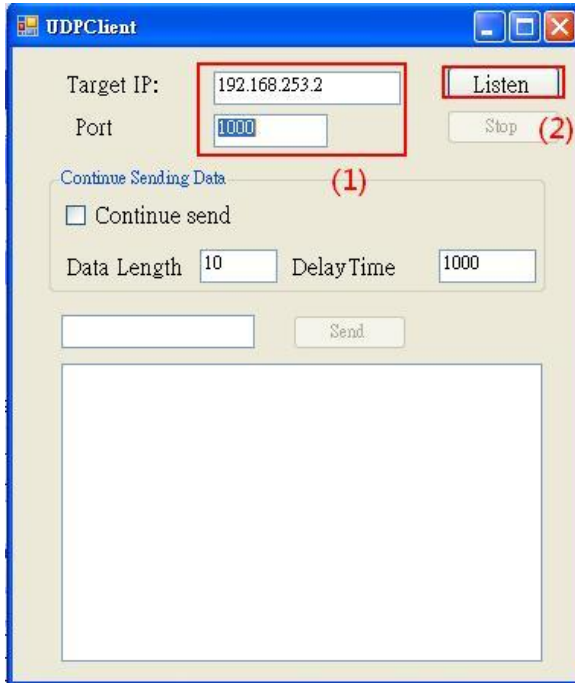 UDPClient
Target IP: 192.168.253.2 Listen
Port 1000 Stop (2)
Continue Sending Data (1)
Continue send
Data Length 10 DelayTime 1000
Send